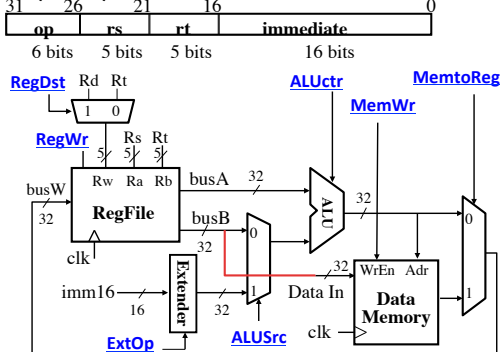 31 26 21 16 0
op rs rt immediate
6 bits 5 bits 5 bits 16 bits
RegDst Rd Rt ALUctr MemtoReg
1 0 MemWr
RegWr Rs Rt
5 5 5
busW Rw Ra Rb busA 32 32
32 RegFile ALU 0
busB
clk 32 0 32 WrEn Adr
imm16 Extender 1 Data In Data 1
16 32 Memory
ExtOp ALUSrc clk